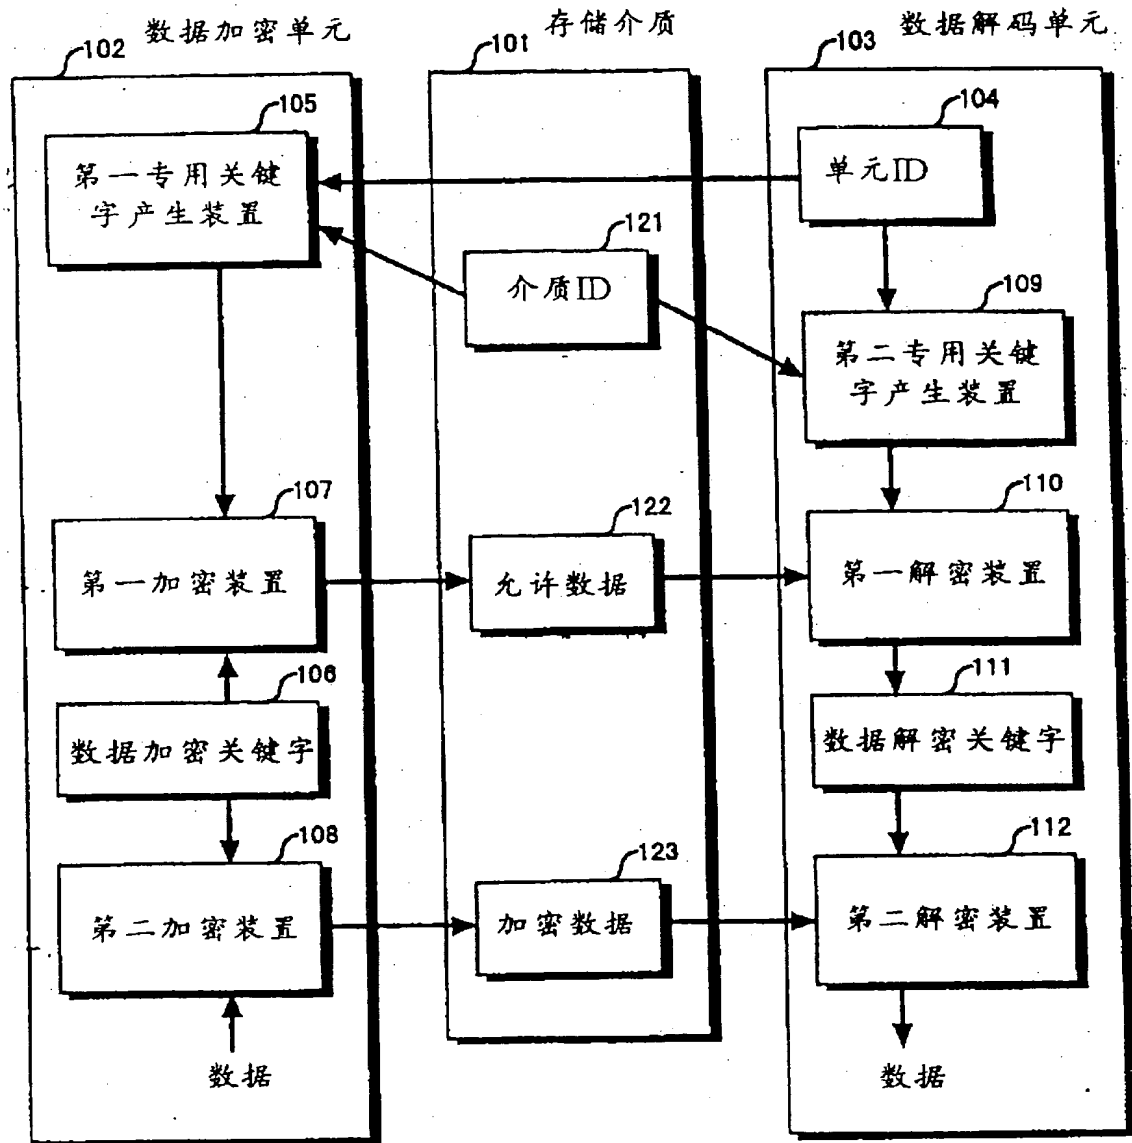 数据加密单元
102
105
第一专用关键
字产生装置
107
第一加密装置
106
数据加密关键字
108
第二加密装置
数据
存储介质
101
121
介质ID
122
允许数据
123
加密数据
数据解码单元
103
104
单元ID
109
第二专用关键
字产生装置
110
第一解密装置
111
数据解密关键字
112
第二解密装置
数据